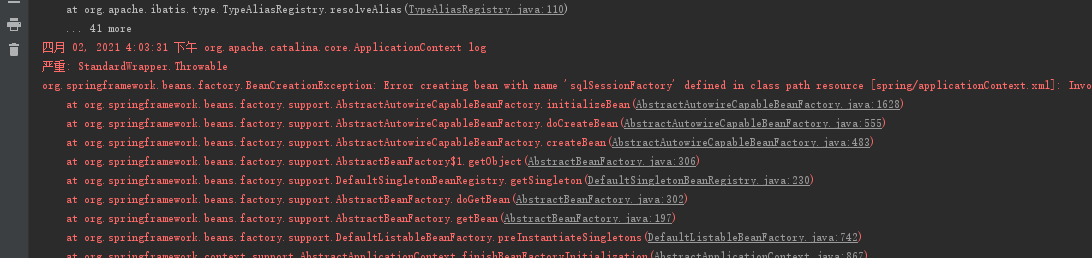 at org.apache.ibatis.type.TypeAliasRegistry.resolveAlias(TypeAliasRegistry.java:110)
... 41 more
四月 02, 2021 4:03:31 下午 org.apache.catalina.core.ApplicationContext log
严重: StandardWrapper.Throwable
org.springframework.beans.factory.BeanCreationException: Error creating bean with name 'sqlSessionFactory' defined in class path resource [spring/applicationContext.xml]: Invo
at org.springframework.beans.factory.support.AbstractAutowireCapableBeanFactory.initializeBean(AbstractAutowireCapableBeanFactory.java:1628)
at org.springframework.beans.factory.support.AbstractAutowireCapableBeanFactory.doCreateBean(AbstractAutowireCapableBeanFactory.java:555)
at org.springframework.beans.factory.support.AbstractAutowireCapableBeanFactory.createBean(AbstractAutowireCapableBeanFactory.java:483)
at org.springframework.beans.factory.support.AbstractBeanFactory$1.getObject(AbstractBeanFactory.java:306)
at org.springframework.beans.factory.support.DefaultSingletonBeanRegistry.getSingleton(DefaultSingletonBeanRegistry.java:230)
at org.springframework.beans.factory.support.AbstractBeanFactory.doGetBean(AbstractBeanFactory.java:302)
at org.springframework.beans.factory.support.AbstractBeanFactory.getBean(AbstractBeanFactory.java:197)
at org.springframework.beans.factory.support.DefaultListableBeanFactory.preInstantiateSingletons(DefaultListableBeanFactory.java:742)
at org.springframework.context.support.AbstractApplicationContext.finishBeanFactoryInitialization(AbstractApplicationContext.java:867)